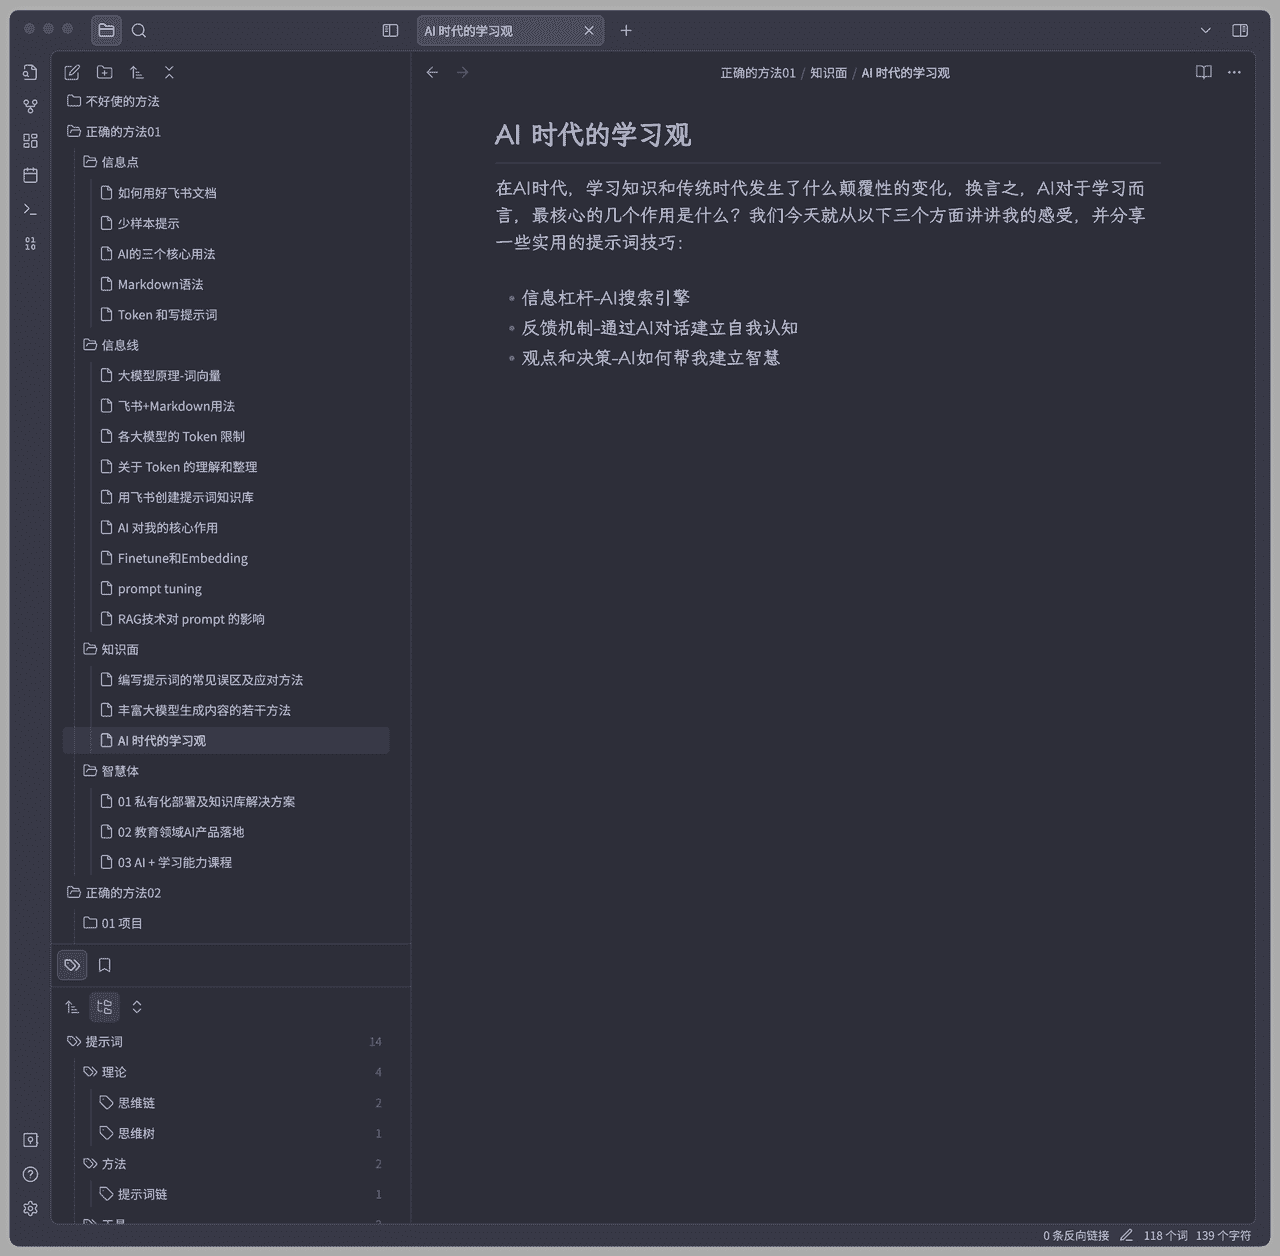 AI 时代的学习观
正确的方法01 / 知识面 / AI 时代的学习观
不好使的方法
正确的方法01
信息点
如何用好飞书文档
少样本提示
AI的三个核心用法
Markdown语法
Token 和写提示词
信息线
大模型原理-词向量
飞书+Markdown用法
各大模型的 Token 限制
关于 Token 的理解和整理
用飞书创建提示词知识库
AI 对我的核心作用
Finetune和Embedding
prompt tuning
RAG技术对 prompt 的影响
知识面
编写提示词的常见误区及应对方法
丰富大模型生成内容的若干方法
AI 时代的学习观
智慧体
01 私有化部署及知识库解决方案
02 教育领域AI产品落地
03 AI + 学习能力课程
正确的方法02
01 项目
提示词 14
理论 4
思维链 2
思维树 1
方法 2
提示词链 1
AI 时代的学习观
在AI时代，学习知识和传统时代发生了什么颠覆性的变化，换言之，AI对于学习而
言，最核心的几个作用是什么？我们今天就从以下三个方面讲讲我的感受，并分享
一些实用的提示词技巧：
• 信息杠杆-AI搜索引擎
• 反馈机制-通过AI对话建立自我认知
• 观点和决策-AI如何帮我建立智慧
0 条反向链接 118 个词 139 个字符